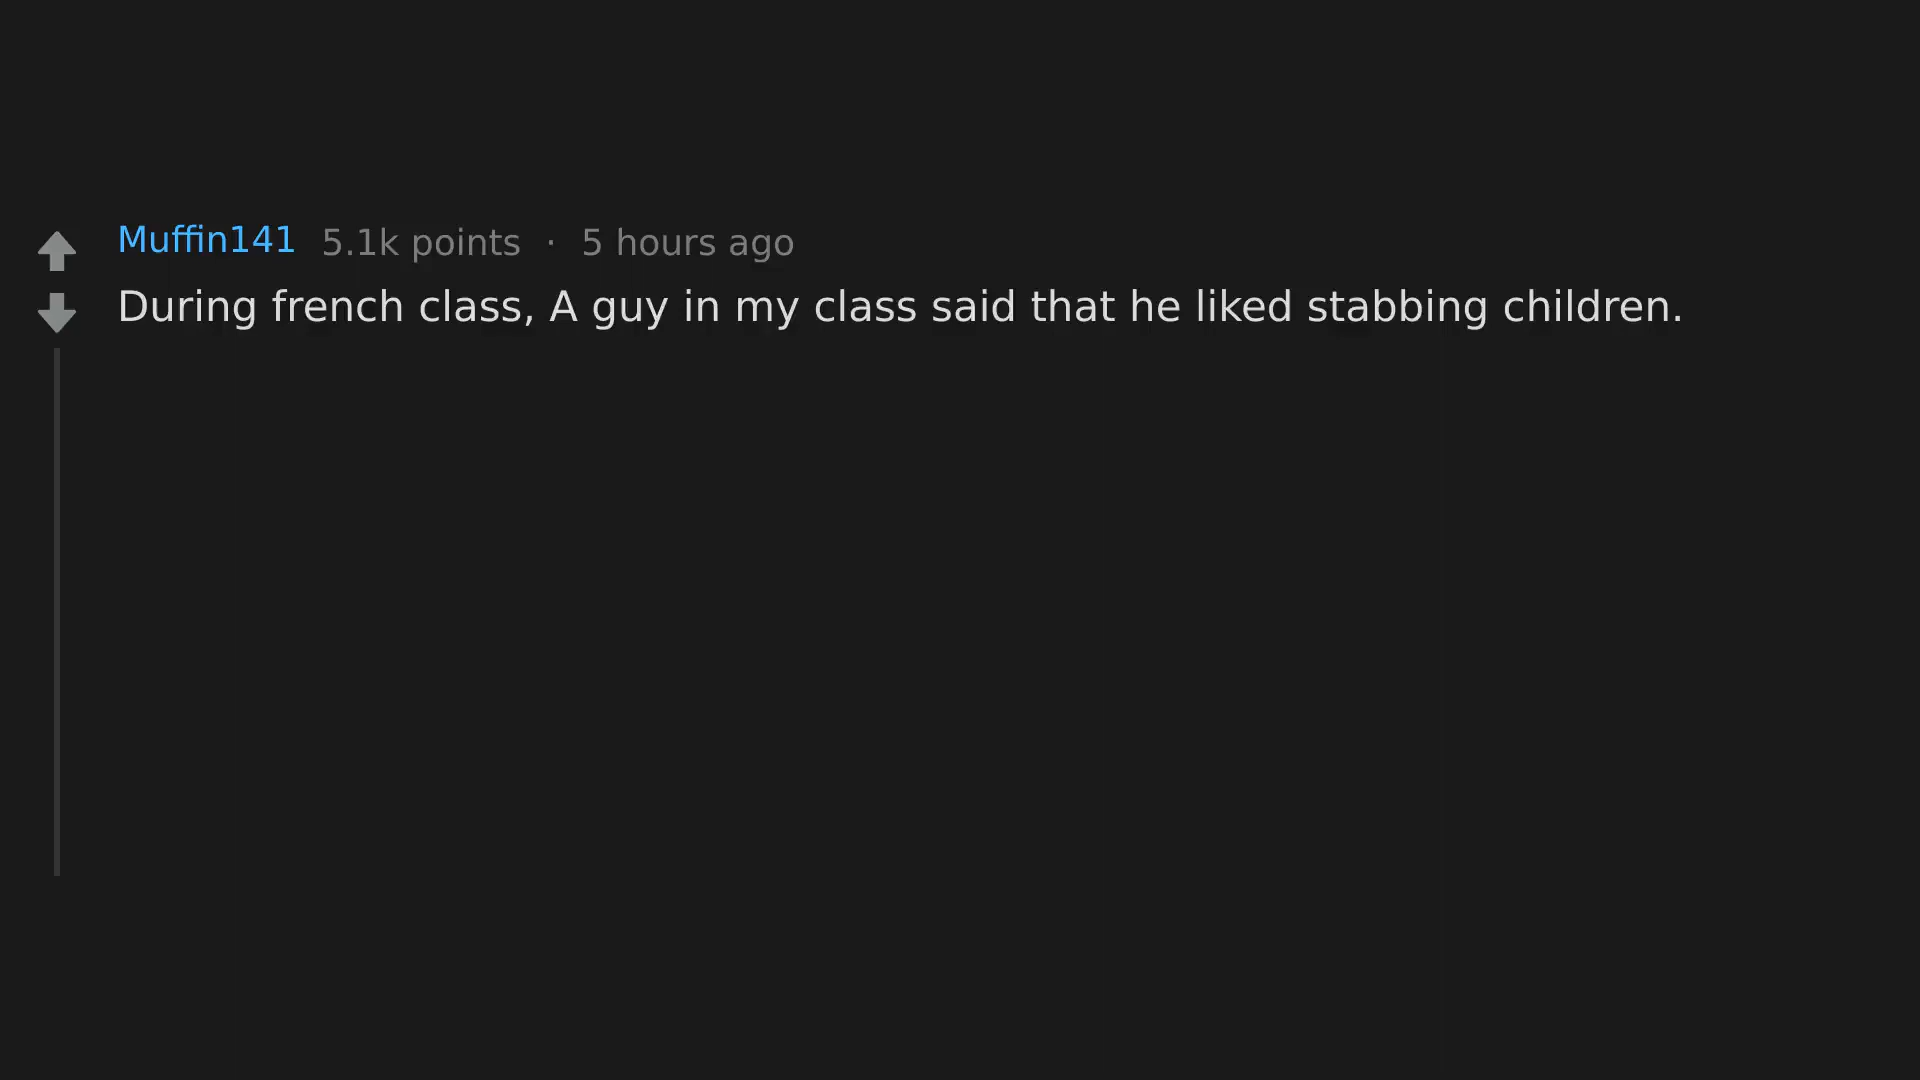 Muffin141 5.1k points · 5 hours ago
During french class, A guy in my class said that he liked stabbing children.